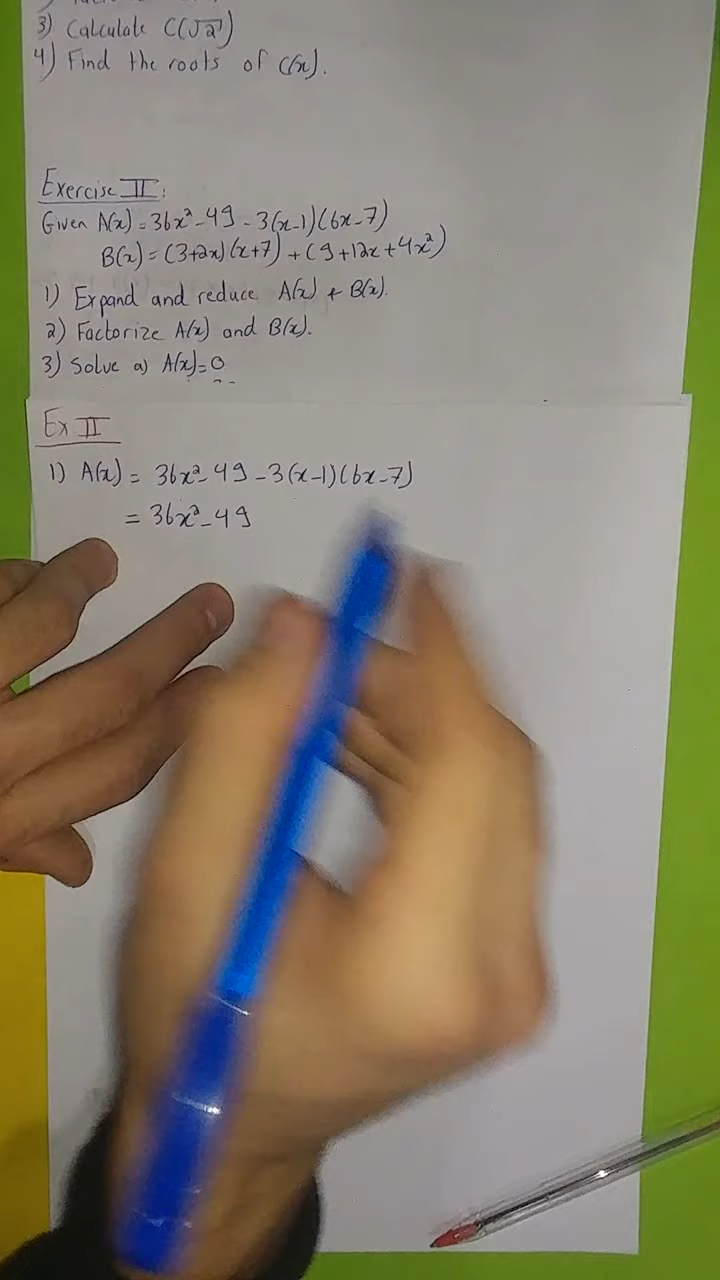 3) Calculate C(√2)
4) Find the roots of C(x).
Exercise II:
Given A(x) = 36x² - 49 - 3(x-1)(6x-7)
B(x) = (3+2x)(x+7) + (9+12x+4x²)
1) Expand and reduce A(x) & B(x).
2) Factorize A(x) and B(x).
3) Solve a) A(x)=0
Ex II
1) A(x) = 36x² - 49 - 3(x-1)(6x-7)
= 36x² - 49